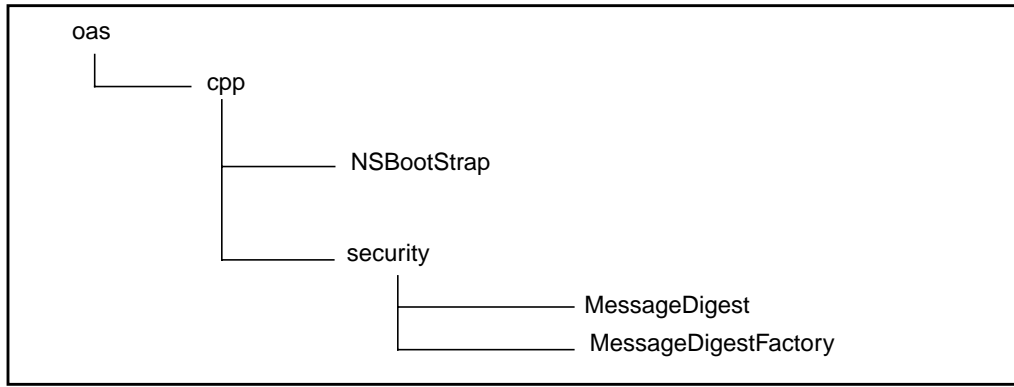 oas
cpp
NSBootStrap
security
MessageDigest
MessageDigestFactory